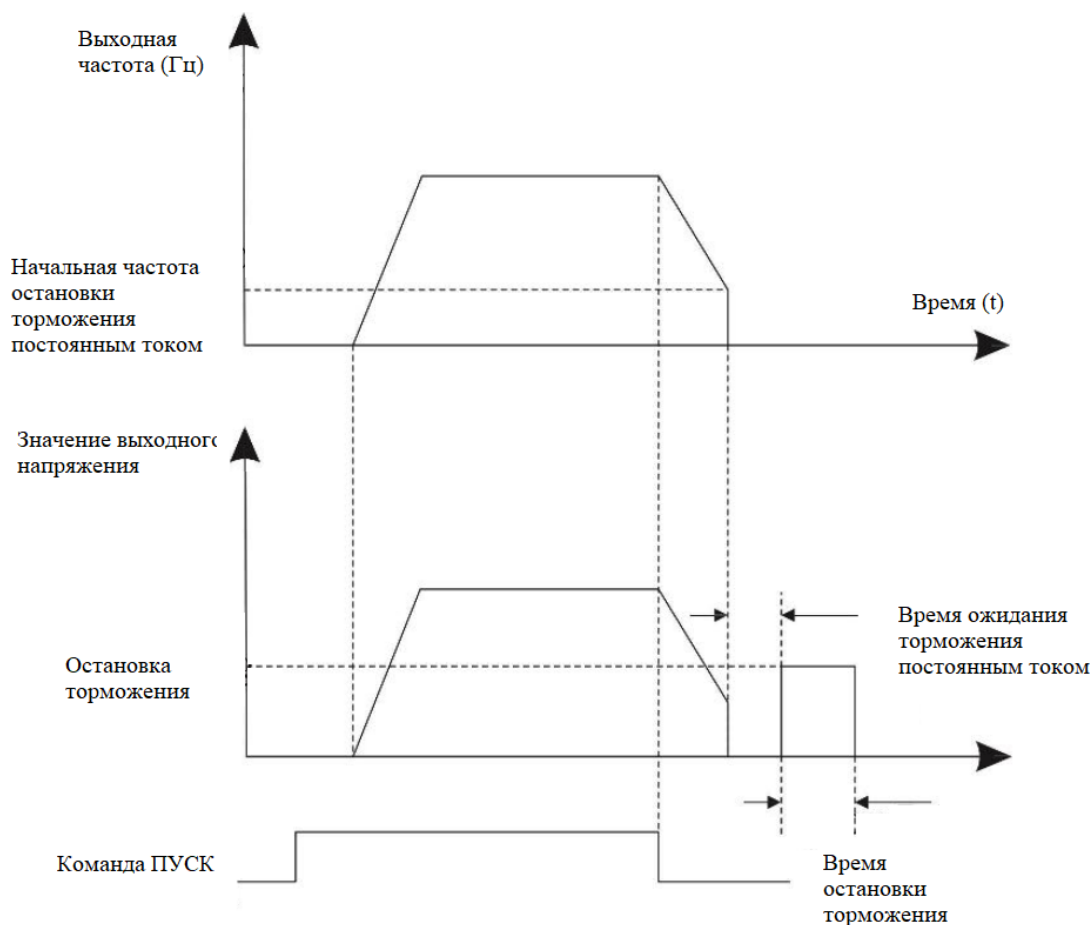 Выходная
частота (Гц)
Начальная частота
остановки
торможения
постоянным током
Время (t)
Значение выходного
напряжения
Время ожидания
торможения
постоянным током
Остановка
торможения
Команда ПУСК
Время
остановки
торможения